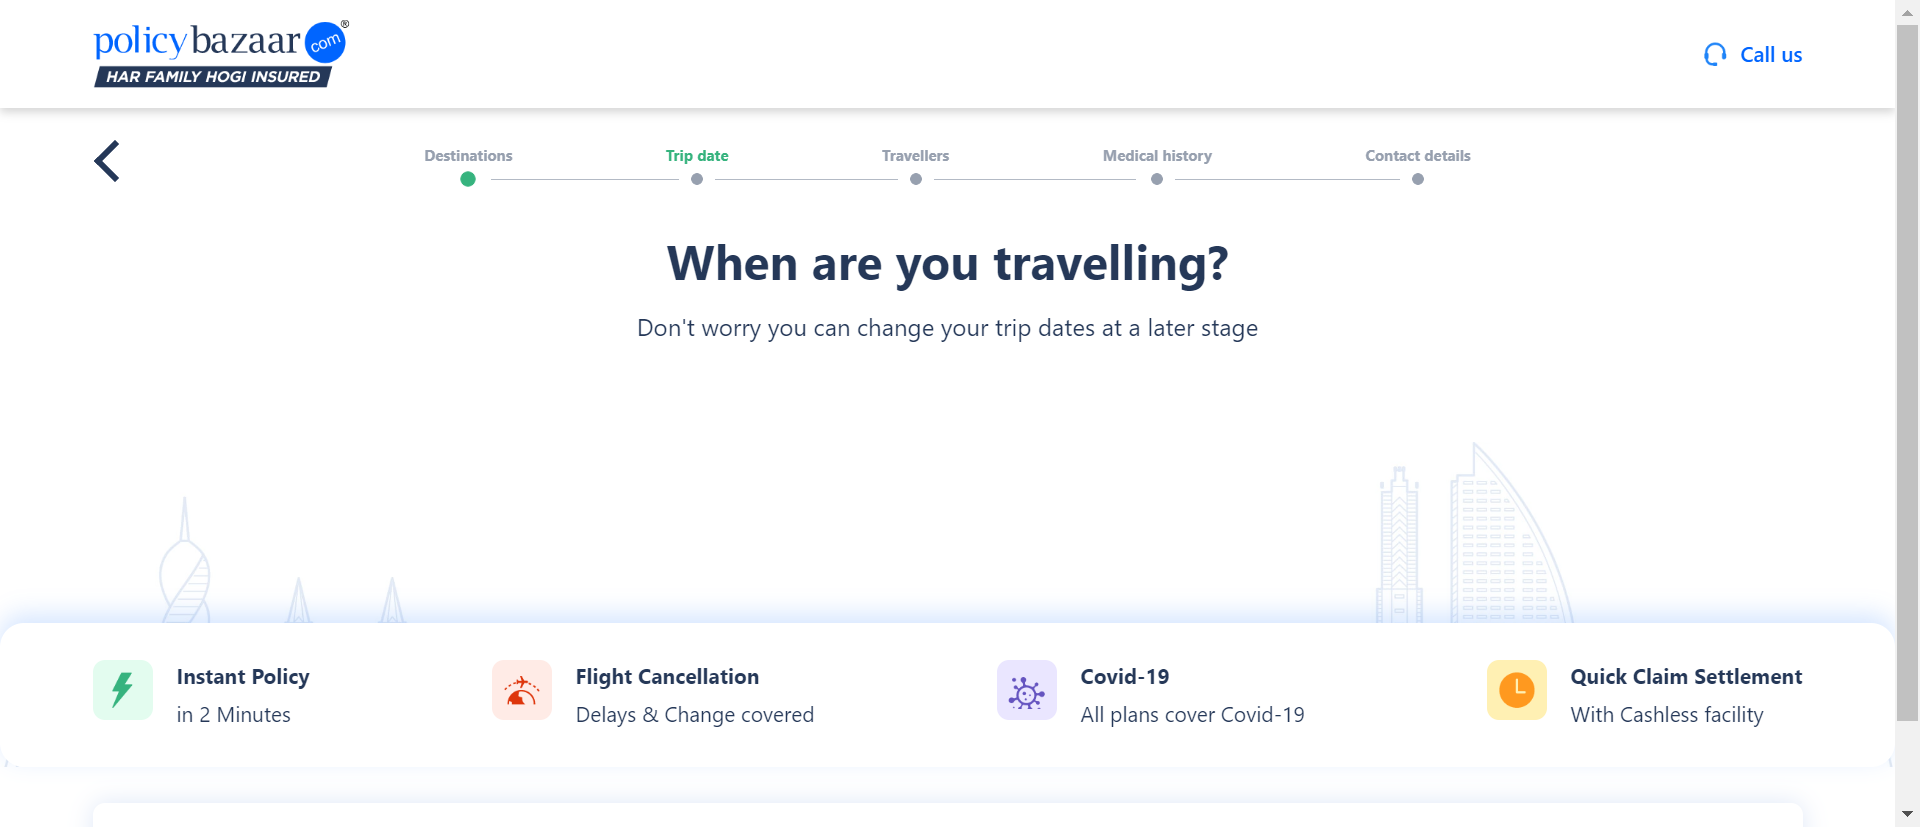 policybazaar com®
HAR FAMILY HOGI INSURED
Call us
Destinations
Trip date
Travellers
Medical history
Contact details
When are you travelling?
Don't worry you can change your trip dates at a later stage
Instant Policy
in 2 Minutes
Flight Cancellation
Delays & Change covered
Covid-19
All plans cover Covid-19
Quick Claim Settlement
With Cashless facility